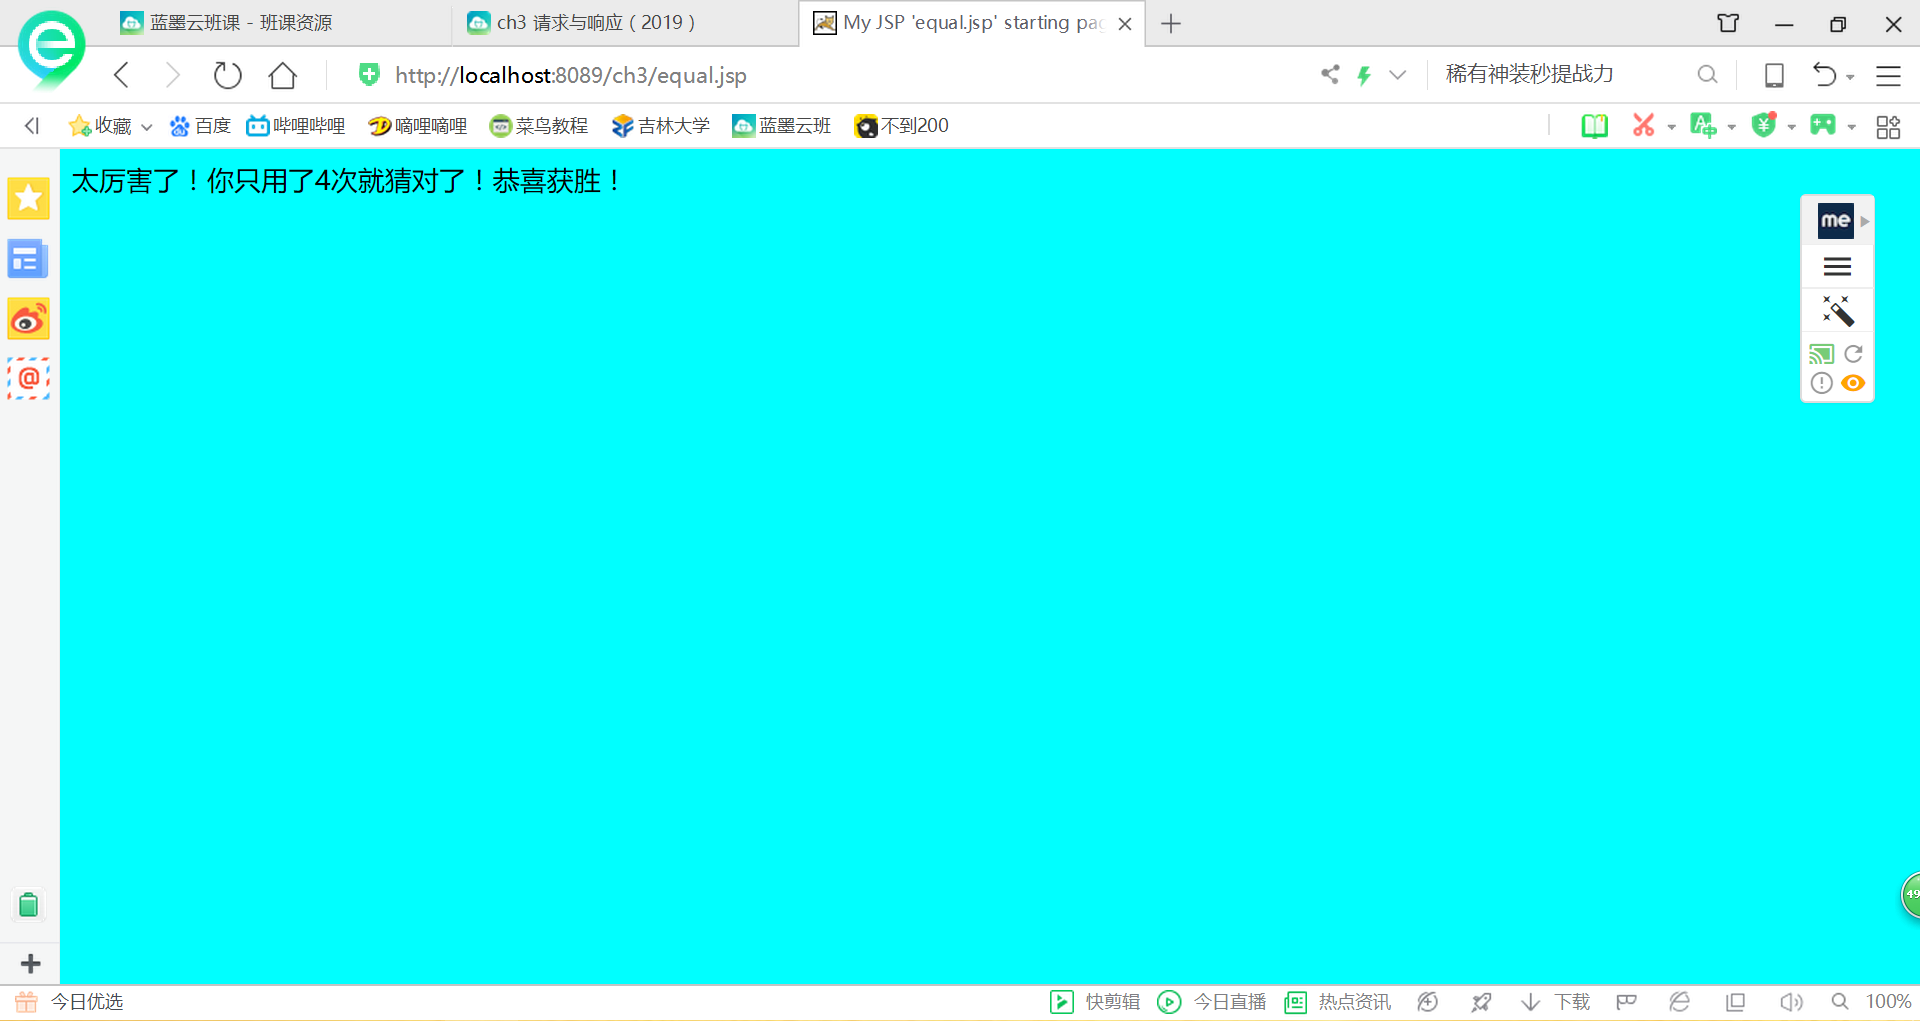 蓝墨云班课 - 班课资源
ch3 请求与响应（2019）
My JSP 'equal.jsp' starting pag
http://localhost:8089/ch3/equal.jsp
稀有神装秒提战力
收藏
百度
哔哩哔哩
嘀哩嘀哩
菜鸟教程
吉林大学
蓝墨云班
不到200
太厉害了！你只用了4次就猜对了！恭喜获胜！
me
49
今日优选
快剪辑
今日直播
热点资讯
下载
100%